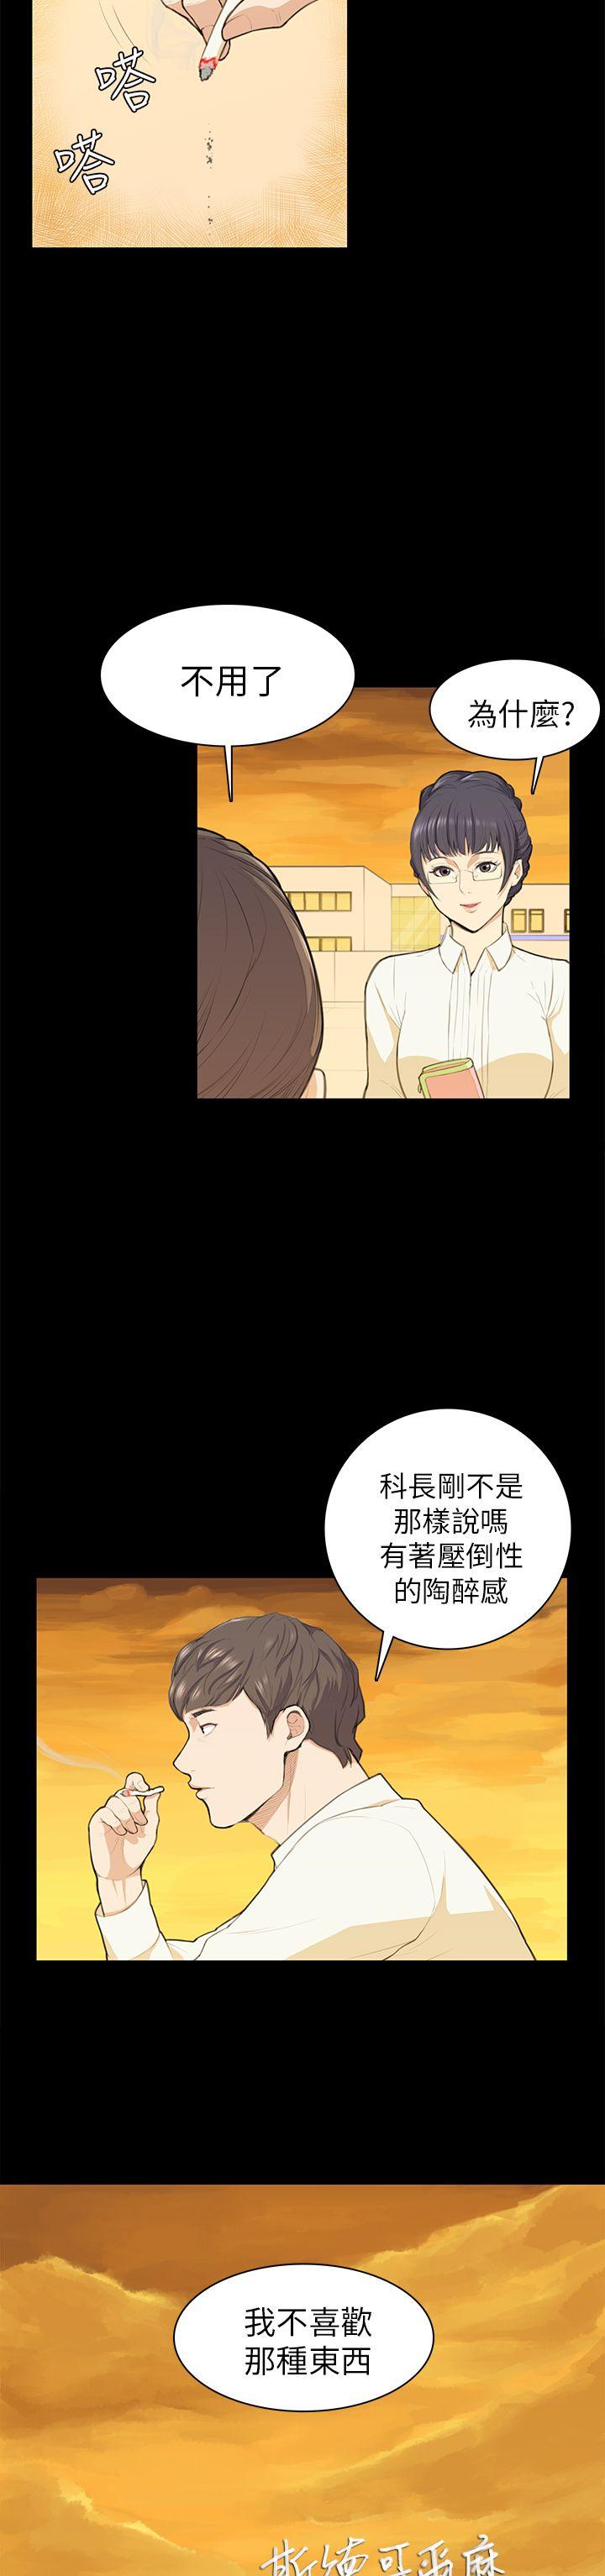 嗒
嗒
不用了
為什麼?
科長剛不是
那樣說嗎
有著壓倒性
的陶醉感
我不喜歡
那種東西